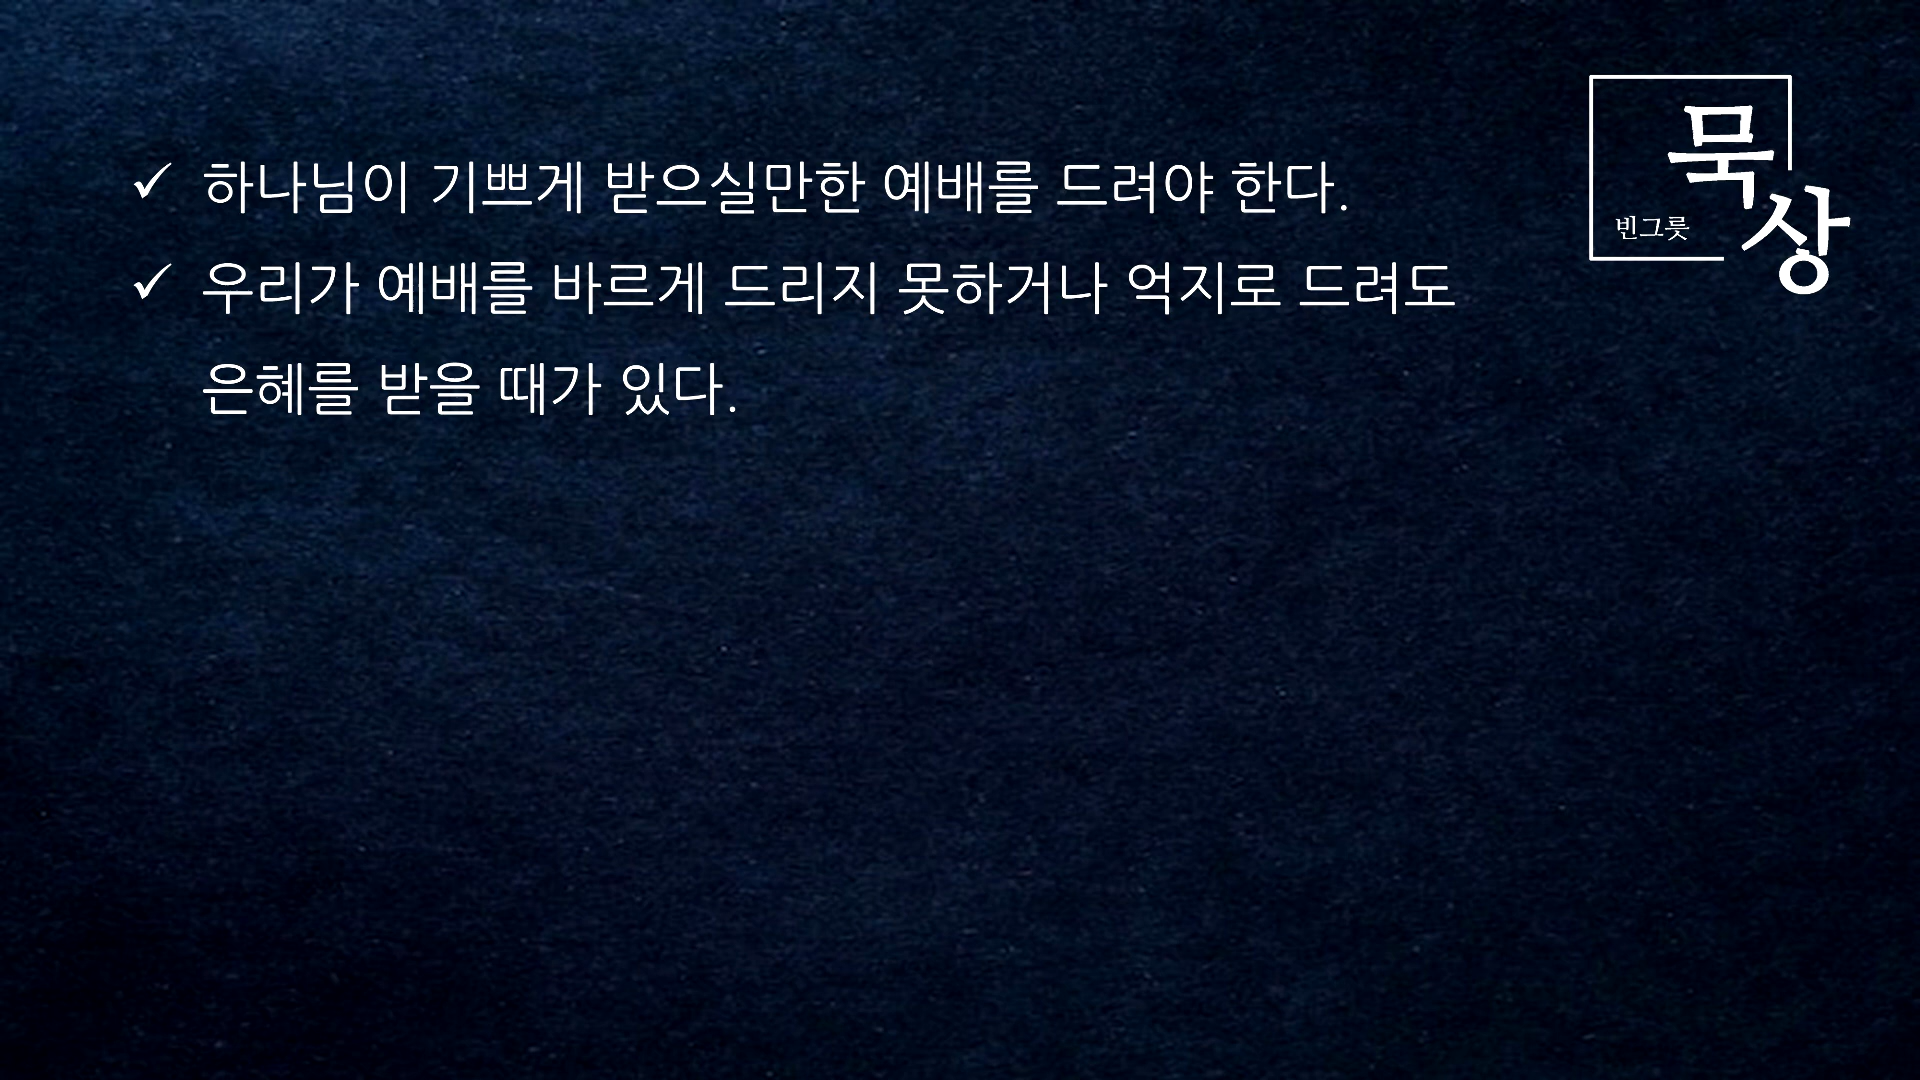 ✓ 하나님이 기쁘게 받으실만한 예배를 드려야 한다.
✓ 우리가 예배를 바르게 드리지 못하거나 억지로 드려도
은혜를 받을 때가 있다.
묵상
빈그릇